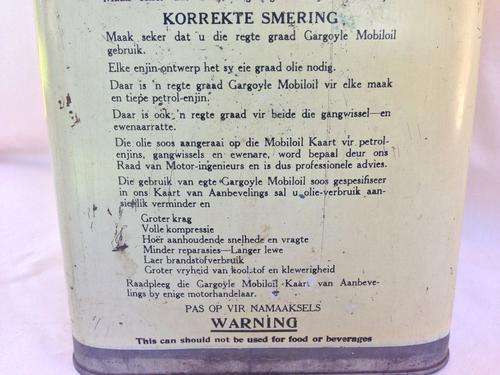 KORREKTE SMERING
Maak seker dat u die regte graad Gargoyle Mobiloil
gebruik.
Elke enjin-ontwerp het sy eie graad olie nodig.
Daar is 'n regte graad Gargoyle Mobiloil vir elke maak
en tiepe petrol-enjin.
Daar is ook 'n regte graad vir beide die gangwissel—en
ewenaarratte.
Die olie soos aangeraai op die Mobiloil Kaart vir petrol-
enjins, gangwissels en ewenare, word bepaal deur ons
Raad van Motor-ingenieurs en is dus professionele advies.
Die gebruik van egte Gargoyle Mobiloil soos gespesifiseer
in ons Kaart van Aanbevelings sal u olie-verbruik aan-
sienlik verminder en
Groter krag
Volle kompressie
Hoër aanhoudende snelhede en vragte
Minder reparasies—Langer lewe
Laer brandstofverbruik
Groter vryheid van koolstof en klewerigheid
Raadpleeg die Gargoyle Mobiloil Kaart van Aanbeve-
lings by enige motorhandelaar.
PAS OP VIR NAMAAKSELS
WARNING
This can should not be used for food or beverages